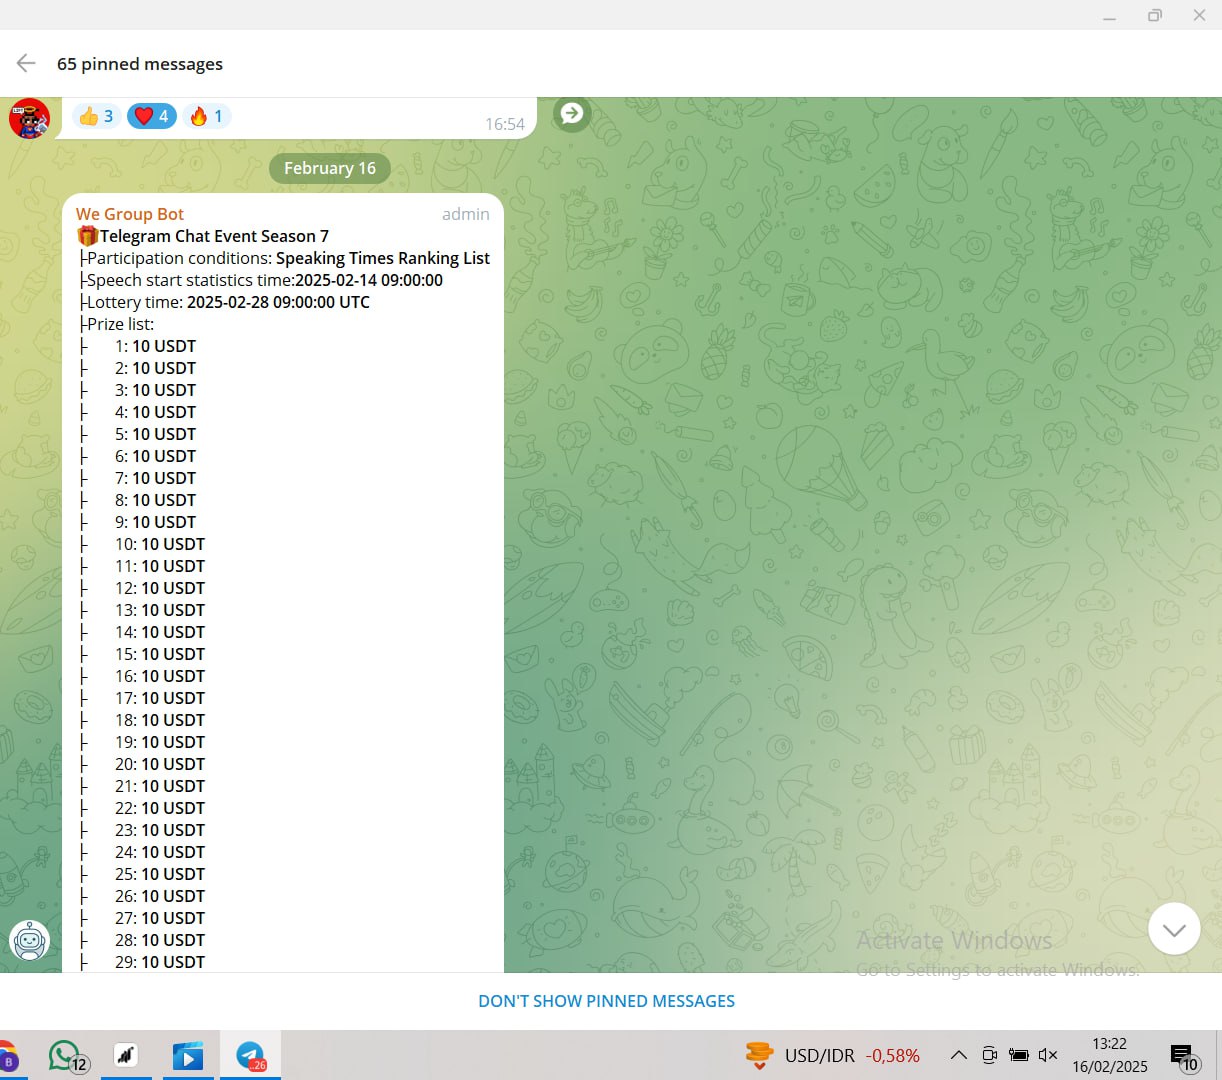 65 pinned messages
👍 3 ❤️ 4 🔥 1
16:54
February 16
We Group Bot admin
🎁Telegram Chat Event Season 7
├Participation conditions: Speaking Times Ranking List
├Speech start statistics time:2025-02-14 09:00:00
├Lottery time: 2025-02-28 09:00:00 UTC
├Prize list:
├ 1: 10 USDT
├ 2: 10 USDT
├ 3: 10 USDT
├ 4: 10 USDT
├ 5: 10 USDT
├ 6: 10 USDT
├ 7: 10 USDT
├ 8: 10 USDT
├ 9: 10 USDT
├ 10: 10 USDT
├ 11: 10 USDT
├ 12: 10 USDT
├ 13: 10 USDT
├ 14: 10 USDT
├ 15: 10 USDT
├ 16: 10 USDT
├ 17: 10 USDT
├ 18: 10 USDT
├ 19: 10 USDT
├ 20: 10 USDT
├ 21: 10 USDT
├ 22: 10 USDT
├ 23: 10 USDT
├ 24: 10 USDT
├ 25: 10 USDT
├ 26: 10 USDT
├ 27: 10 USDT
├ 28: 10 USDT
├ 29: 10 USDT
Activate Windows
Go to Settings to activate Windows.
DON'T SHOW PINNED MESSAGES
B
12
..26
USD/IDR -0,58%
13:22
16/02/2025
10